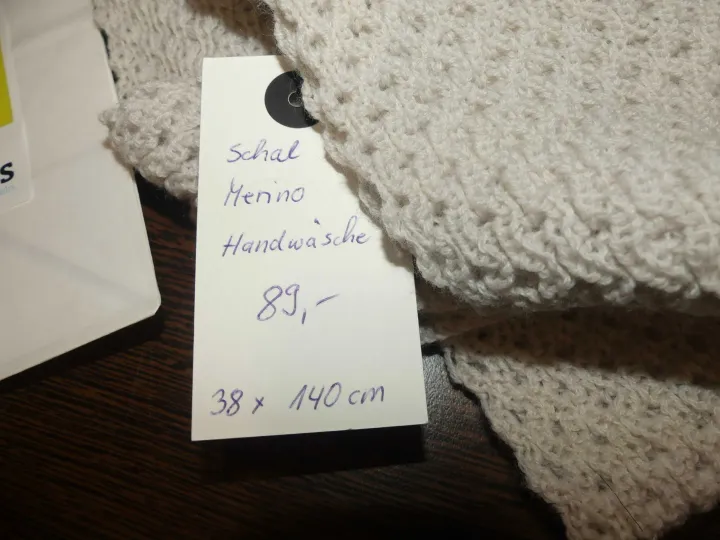 s
Schal
Merino
Handwäsche
89,-
38 x 140 cm